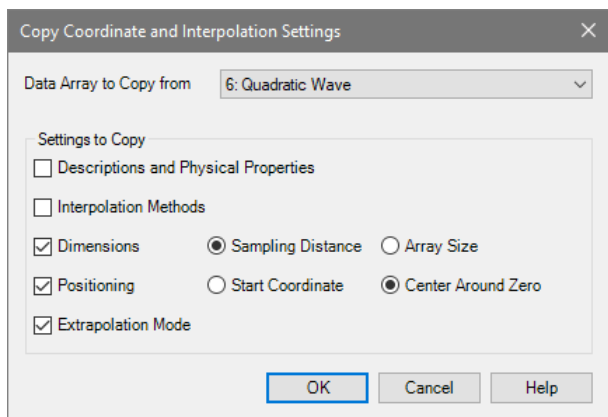 Copy Coordinate and Interpolation Settings
Data Array to Copy from 6: Quadratic Wave
Settings to Copy
Descriptions and Physical Properties
Interpolation Methods
Dimensions Sampling Distance Array Size
Positioning Start Coordinate Center Around Zero
Extrapolation Mode
OK Cancel Help